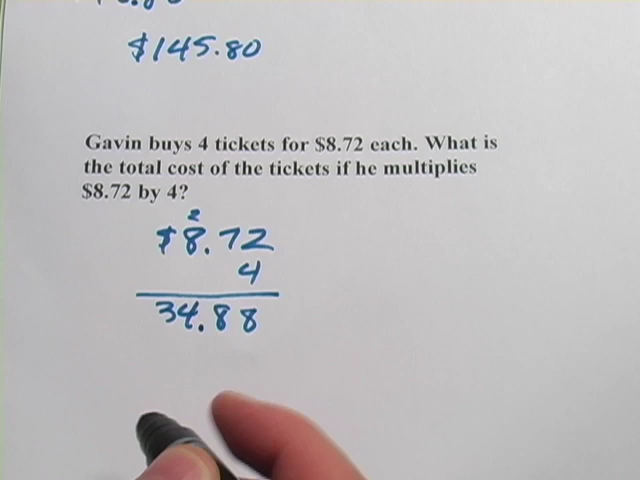 $145.80
Gavin buys 4 tickets for $8.72 each. What is
the total cost of the tickets if he multiplies
$8.72 by 4?
2
$8.72
4
34.88